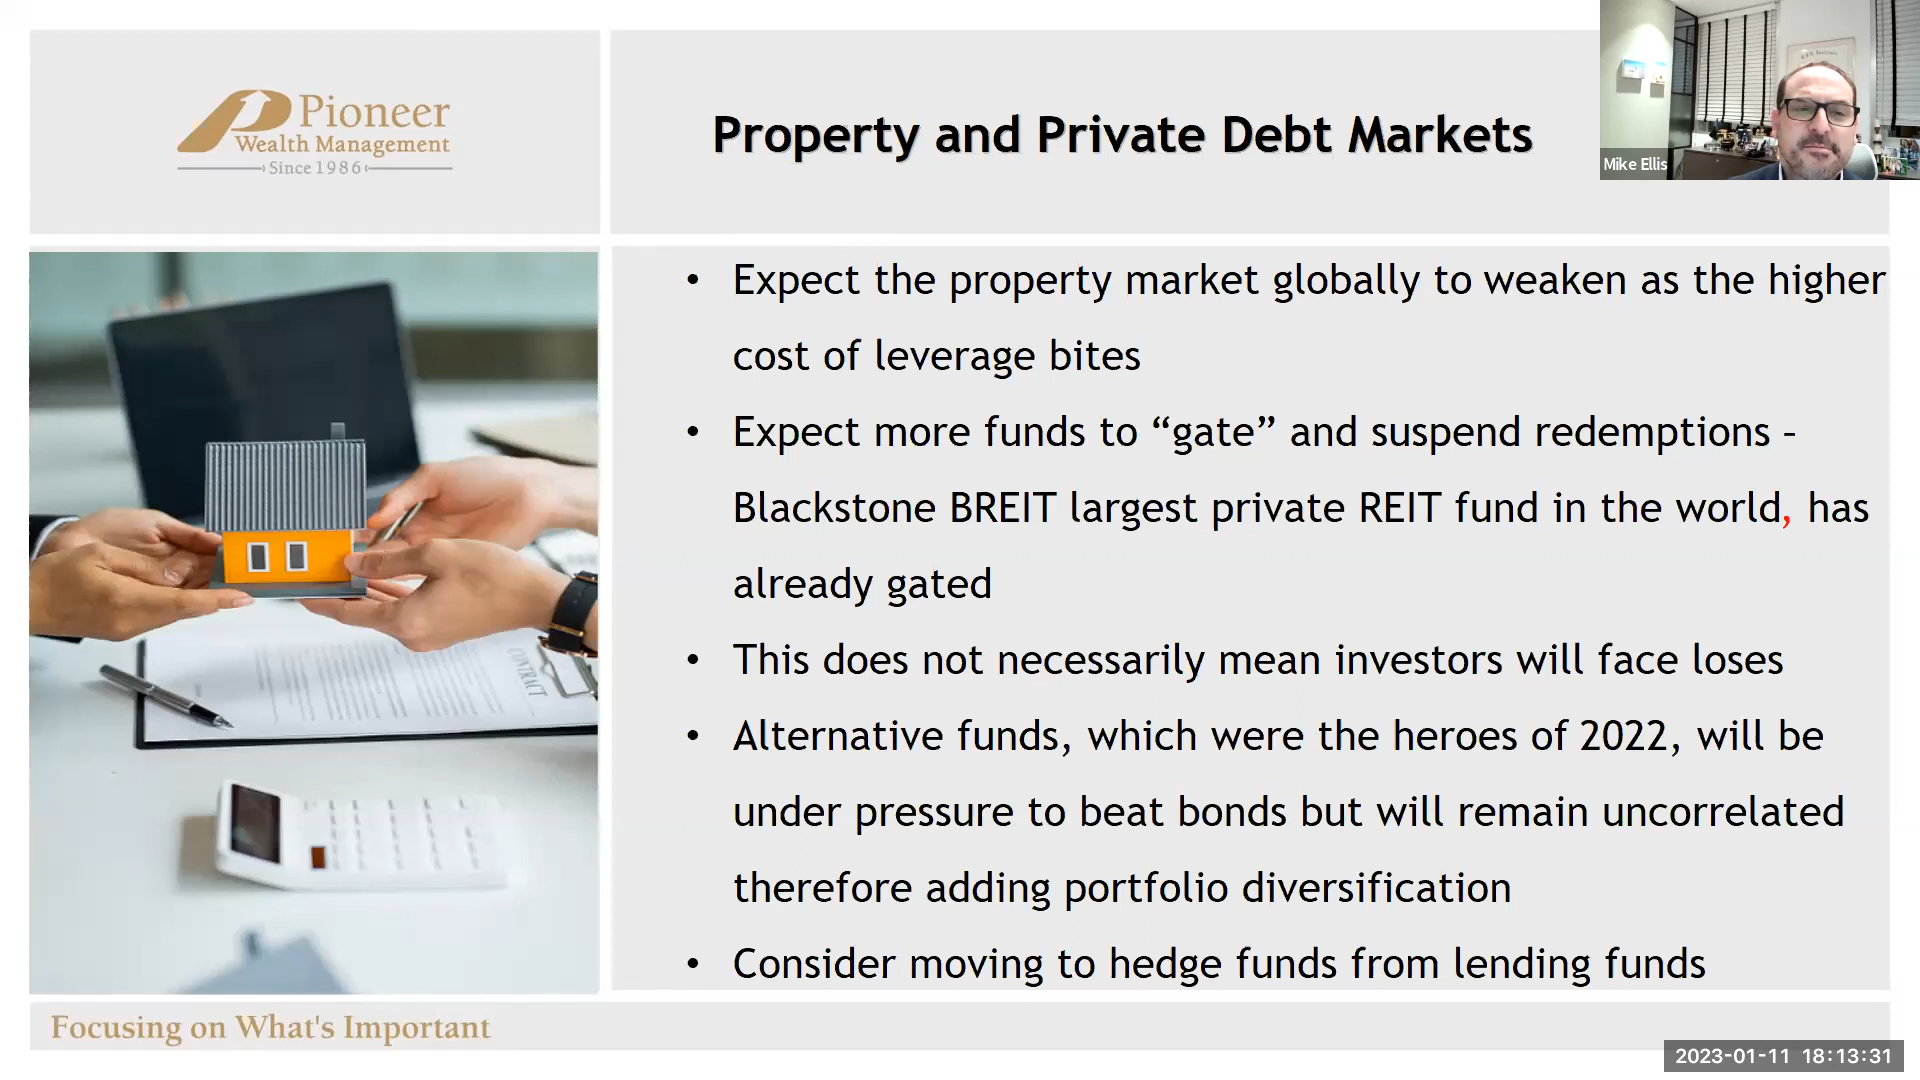 Pioneer
Wealth Management
Since 1986
Property and Private Debt Markets
Mike Ellis
• Expect the property market globally to weaken as the higher
cost of leverage bites
• Expect more funds to “gate” and suspend redemptions –
Blackstone BREIT largest private REIT fund in the world, has
already gated
• This does not necessarily mean investors will face loses
• Alternative funds, which were the heroes of 2022, will be
under pressure to beat bonds but will remain uncorrelated
therefore adding portfolio diversification
• Consider moving to hedge funds from lending funds
CONTRACT
Focusing on What's Important
2023-01-11 18:13:31